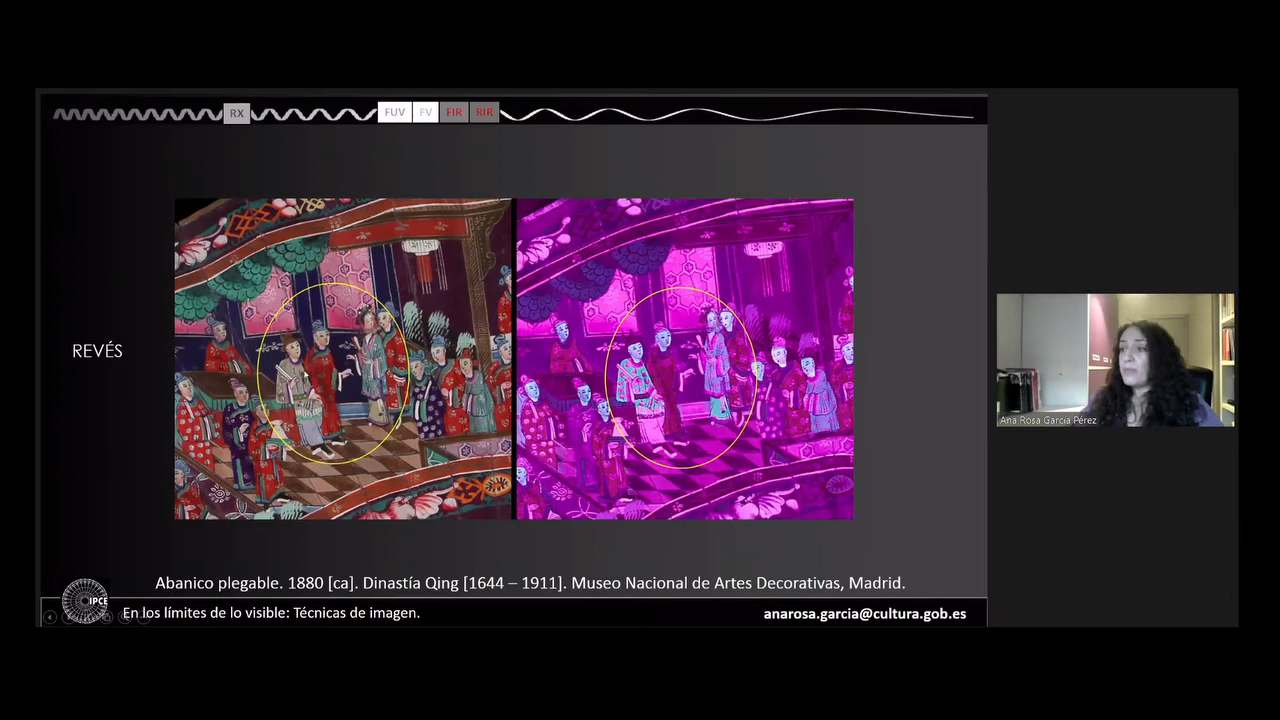 RX
FUV FV FIR RIR
REVÉS
Ana Rosa García Pérez
Abanico plegable. 1880 [ca]. Dinastía Qing [1644 – 1911]. Museo Nacional de Artes Decorativas, Madrid.
IPCE
En los límites de lo visible: Técnicas de imagen.
anarosa.garcia@cultura.gob.es